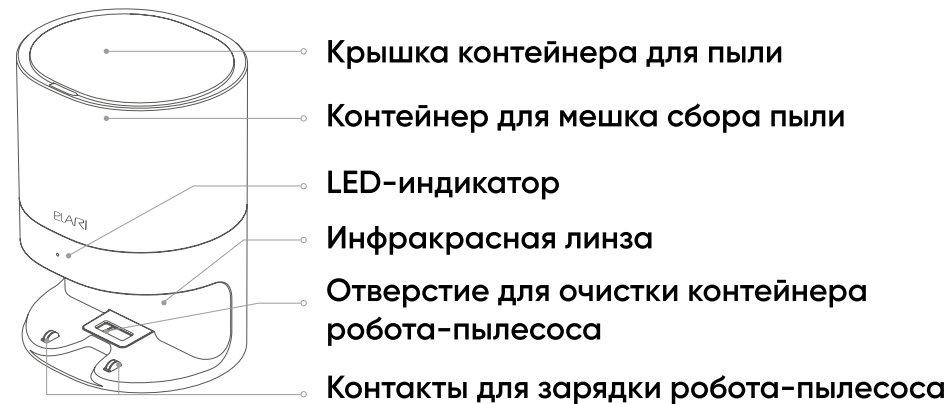 Крышка контейнера для пыли
Контейнер для мешка сбора пыли
LED-индикатор
ELARI
Инфракрасная линза
Отверстие для очистки контейнера
робота-пылесоса
Контакты для зарядки робота-пылесоса